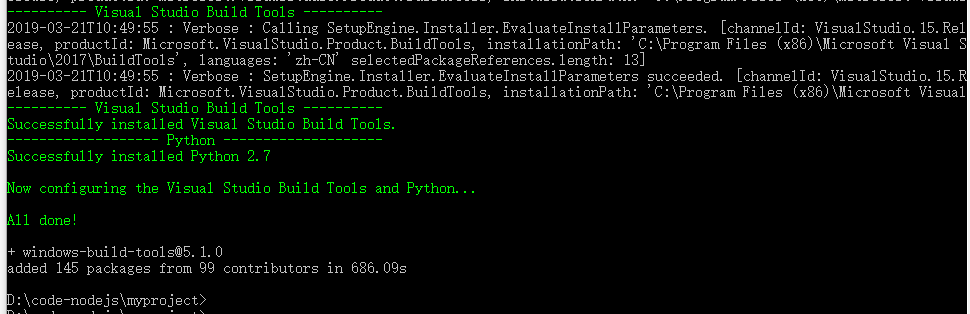 ---------- Visual Studio Build Tools ----------
2019-03-21T10:49:55 : Verbose : Calling SetupEngine.Installer.EvaluateInstallParameters. [channelId: VisualStudio.15.Rel
ease, productId: Microsoft.VisualStudio.Product.BuildTools, installationPath: 'C:\Program Files (x86)\Microsoft Visual S
tudio\2017\BuildTools', languages: 'zh-CN' selectedPackageReferences.length: 13]
2019-03-21T10:49:55 : Verbose : SetupEngine.Installer.EvaluateInstallParameters succeeded. [channelId: VisualStudio.15.R
elease, productId: Microsoft.VisualStudio.Product.BuildTools, installationPath: 'C:\Program Files (x86)\Microsoft Visual
---------- Visual Studio Build Tools ----------
Successfully installed Visual Studio Build Tools.
------------------- Python --------------------
Successfully installed Python 2.7
Now configuring the Visual Studio Build Tools and Python...
All done!
+ windows-build-tools@5.1.0
added 145 packages from 99 contributors in 686.09s
D:\code-nodejs\myproject>